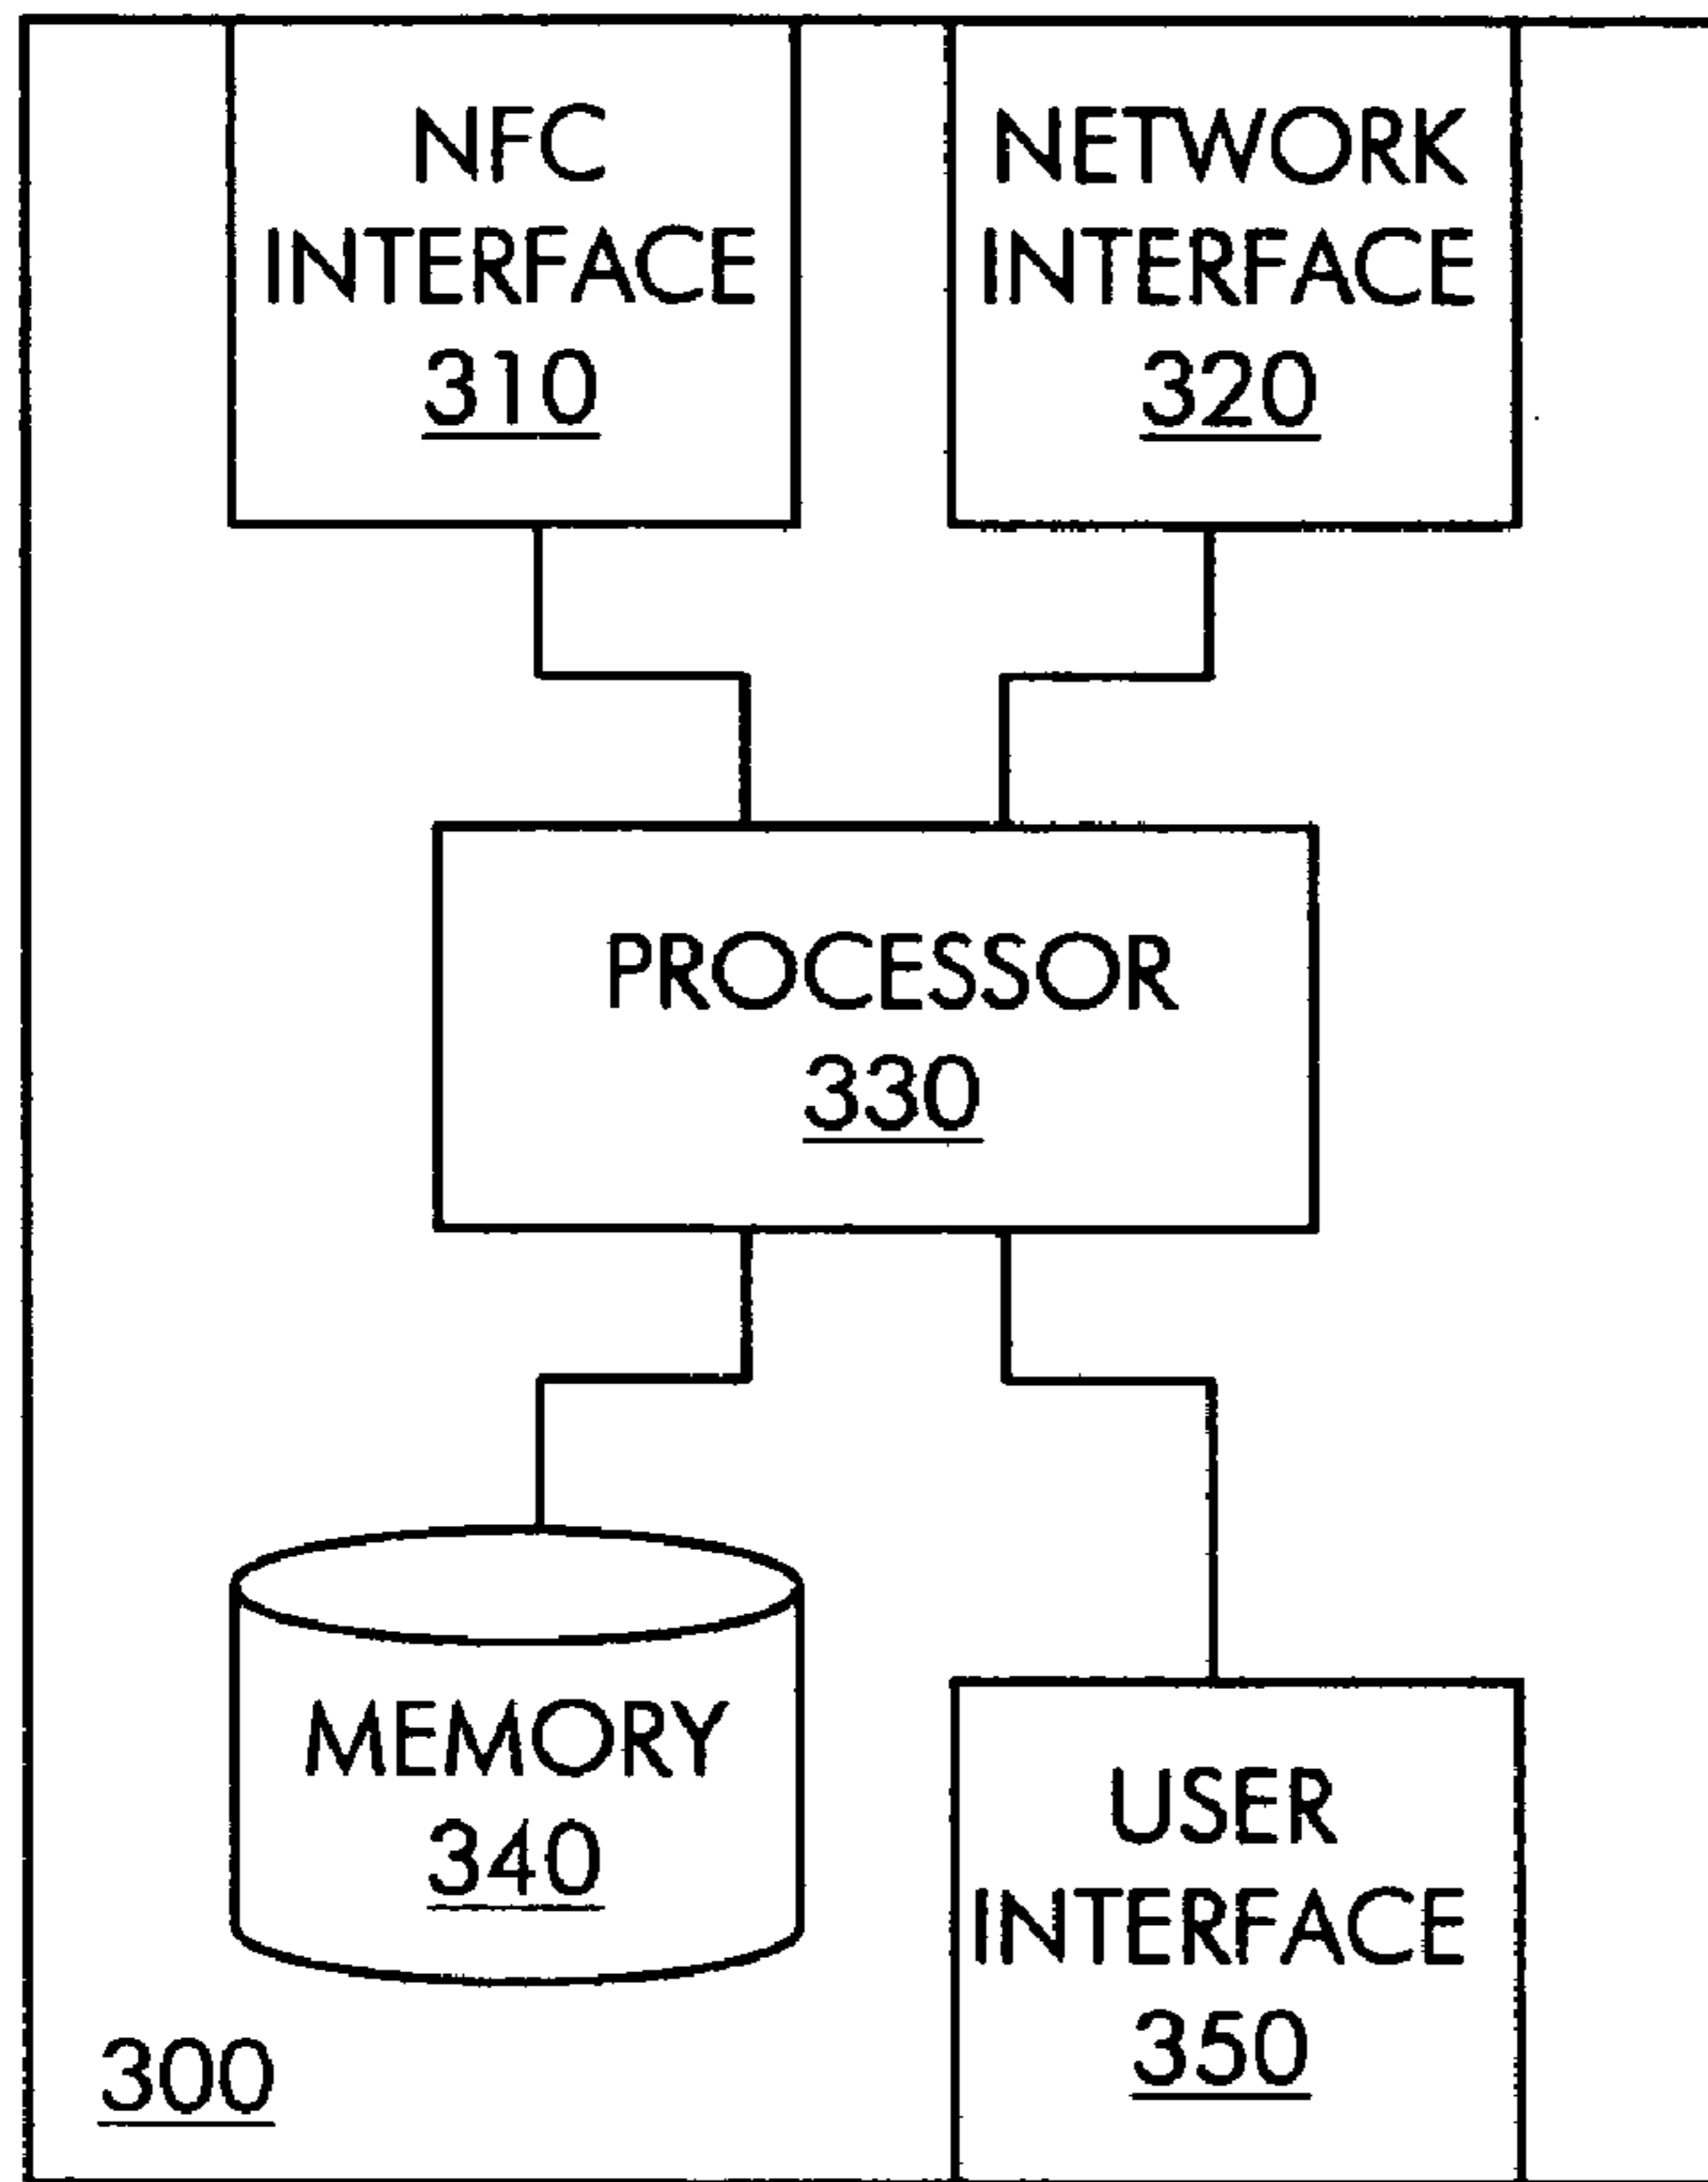 NFC
INTERFACE
310
NETWORK
INTERFACE
320
PROCESSOR
330
MEMORY
340
USER
INTERFACE
350
300